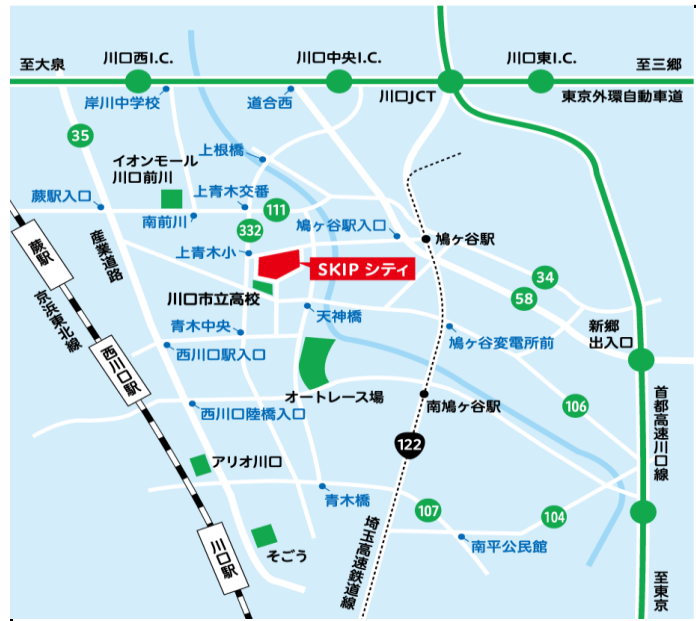 川口西I.C.
川口中央I.C.
川口東I.C.
至大泉
至三郷
岸川中学校
道合西
川口JCT
東京外環自動車道
35
上根橋
イオンモール
川口前川
蕨駅入口
上青木交番
南前川
111
332
鳩ヶ谷駅入口
鳩ヶ谷駅
上青木小
SKIP シティ
34
58
蕨駅
産業道路
京浜東北線
川口市立高校
天神橋
新郷
出入口
青木中央
西川口駅入口
鳩ヶ谷変電所前
西川口駅
オートレース場
南鳩ヶ谷駅
106
首都高速川口線
西川口陸橋入口
122
アリオ川口
青木橋
107
104
川口駅
そごう
埼玉高速鉄道線
南平公民館
至東京